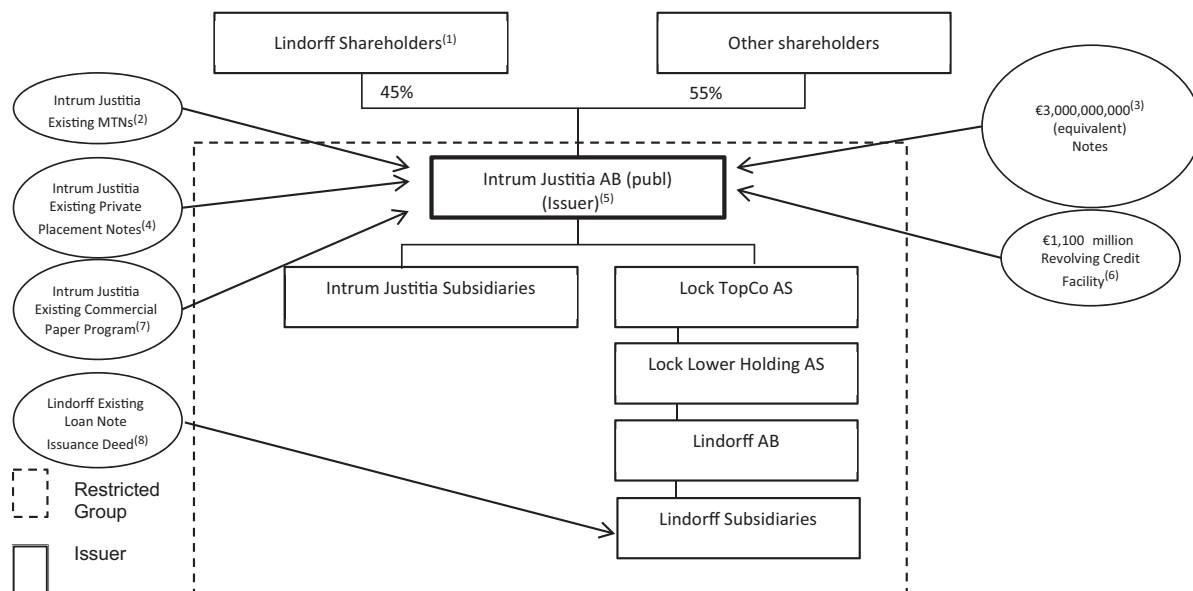 Lindorff Shareholders(1)
Other shareholders
45%
55%
Intrum Justitia
Existing MTNs(2)
€3,000,000,000(3)
(equivalent)
Notes
Intrum Justitia
Existing Private
Placement Notes(4)
Intrum Justitia AB (publ)
(Issuer)(5)
€1,100 million
Revolving Credit
Facility(6)
Intrum Justitia
Existing Commercial
Paper Program(7)
Intrum Justitia Subsidiaries
Lock TopCo AS
Lock Lower Holding AS
Lindorff Existing
Loan Note
Issuance Deed(8)
Lindorff AB
Lindorff Subsidiaries
Restricted
Group
Issuer